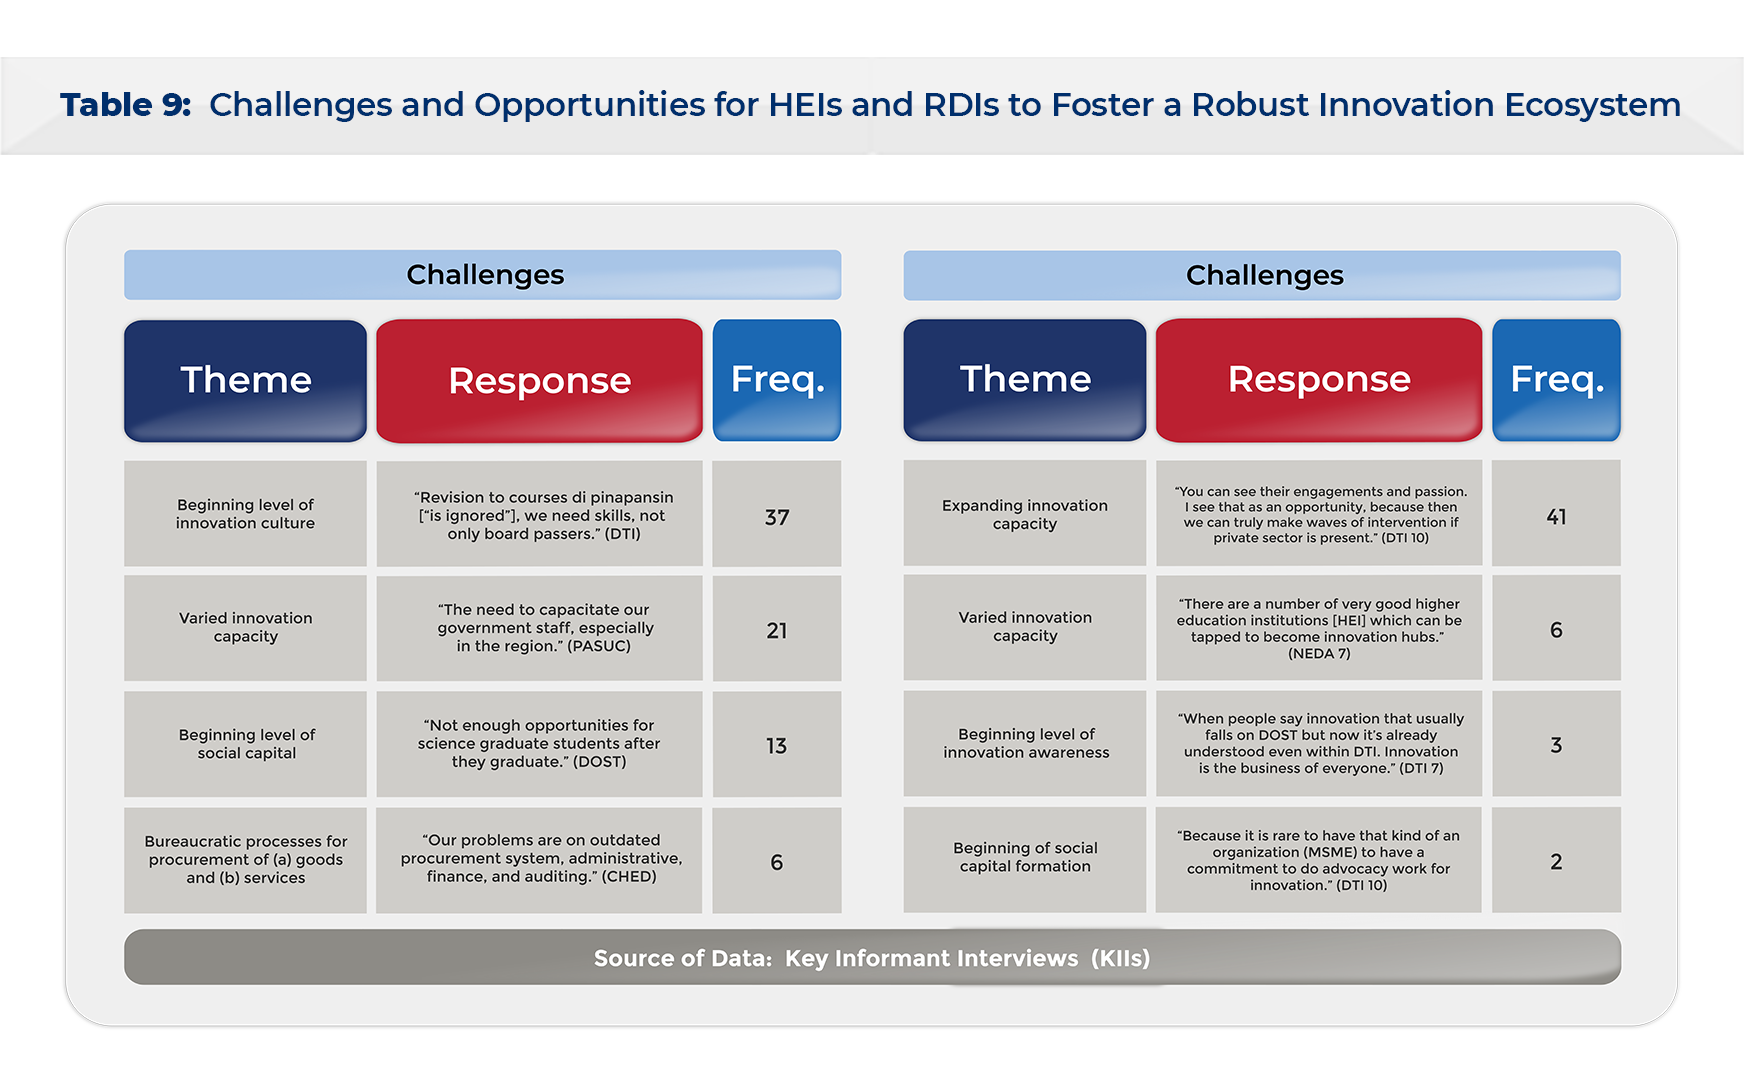 Table 9: Challenges and Opportunities for HEIs and RDIs to Foster a Robust Innovation Ecosystem
Challenges
Theme
Response
Freq.
Beginning level of
innovation culture
“Revision to courses di pinapansin
[“is ignored”], we need skills, not
only board passers.” (DTI)
37
Varied innovation
capacity
“The need to capacitate our
government staff, especially
in the region.” (PASUC)
21
Beginning level of
social capital
“Not enough opportunities for
science graduate students after
they graduate.” (DOST)
13
Bureaucratic processes for
procurement of (a) goods
and (b) services
“Our problems are on outdated
procurement system, administrative,
finance, and auditing.” (CHED)
6
Challenges
Theme
Response
Freq.
Expanding innovation
capacity
“You can see their engagements and passion.
I see that as an opportunity, because then
we can truly make waves of intervention if
private sector is present.” (DTI 10)
41
Varied innovation
capacity
“There are a number of very good higher
education institutions [HEI] which can be
tapped to become innovation hubs.”
(NEDA 7)
6
Beginning level of
innovation awareness
“When people say innovation that usually
falls on DOST but now it’s already
understood even within DTI. Innovation
is the business of everyone.” (DTI 7)
3
Beginning of social
capital formation
“Because it is rare to have that kind of an
organization (MSME) to have a
commitment to do advocacy work for
innovation.” (DTI 10)
2
Source of Data: Key Informant Interviews (KIIs)